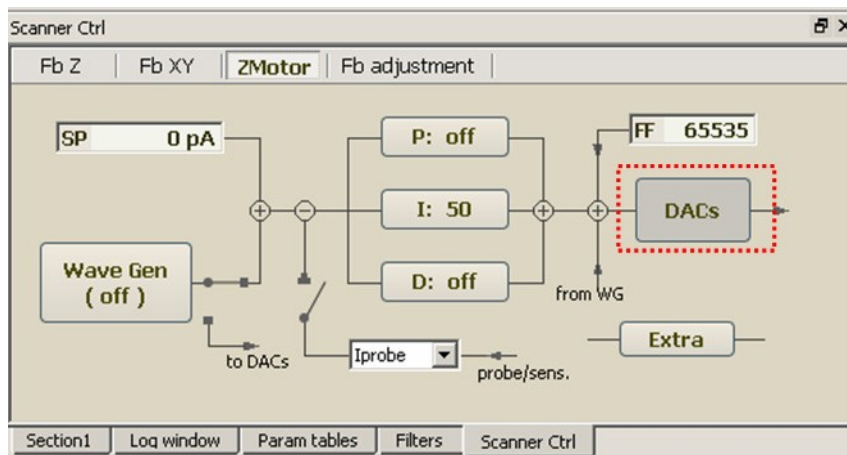 Scanner Ctrl
Fb Z Fb XY ZMotor Fb adjustment
SP 0 pA
P: off
FF 65535
I: 50
DACs
Wave Gen
( off )
D: off
from WG
to DACs
Iprobe
probe/sens.
Extra
Section1 Log window Param tables Filters Scanner Ctrl